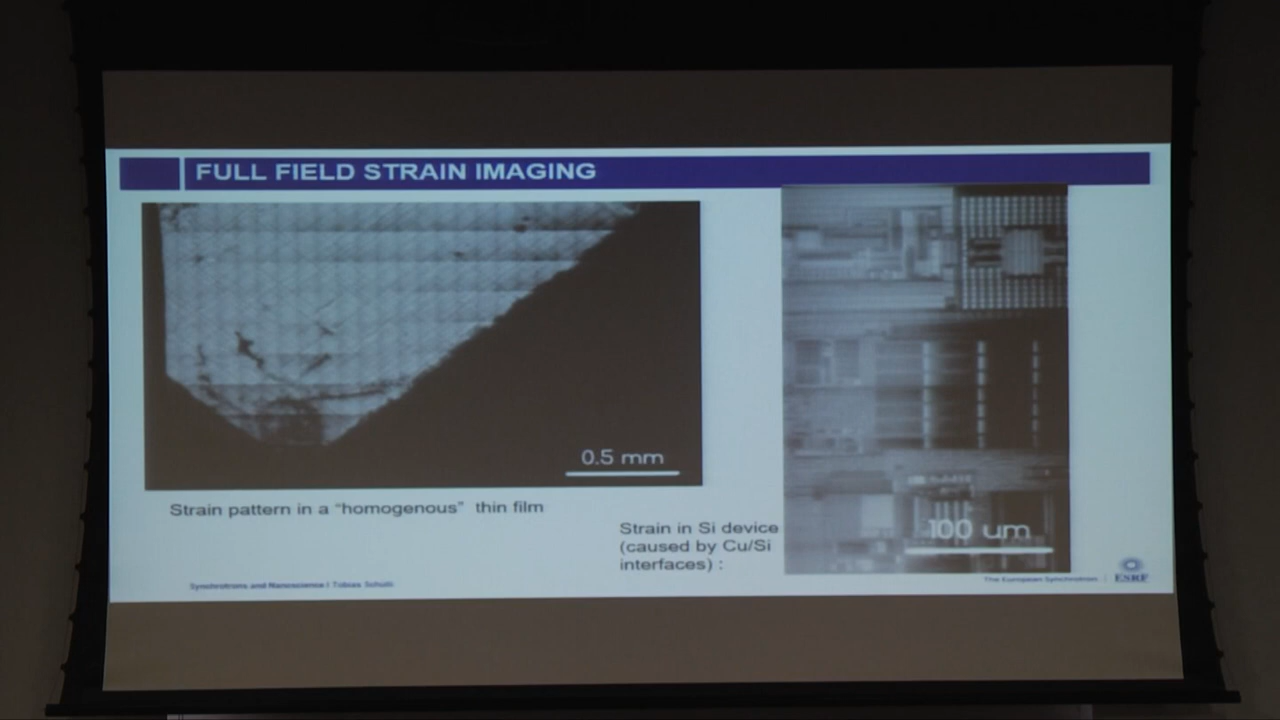 FULL FIELD STRAIN IMAGING
0.5 mm
Strain pattern in a “homogenous” thin film
Strain in Si device
(caused by Cu/Si
interfaces) :
100 um
Synchrotrons and Nanoscience I Tobias Schulli
The European Synchrotron
ESRF